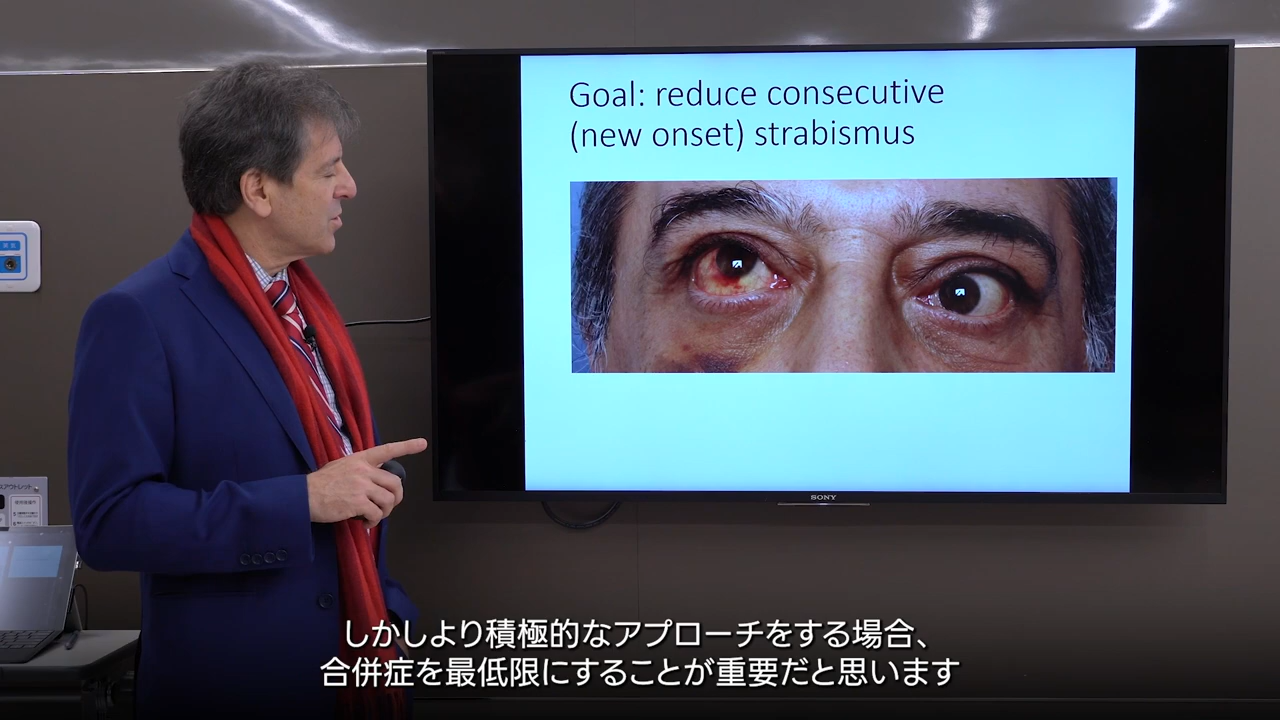 Goal: reduce consecutive
(new onset) strabismus
SONY
しかしより積極的なアプローチをする場合、
合併症を最低限にすることが重要だと思います